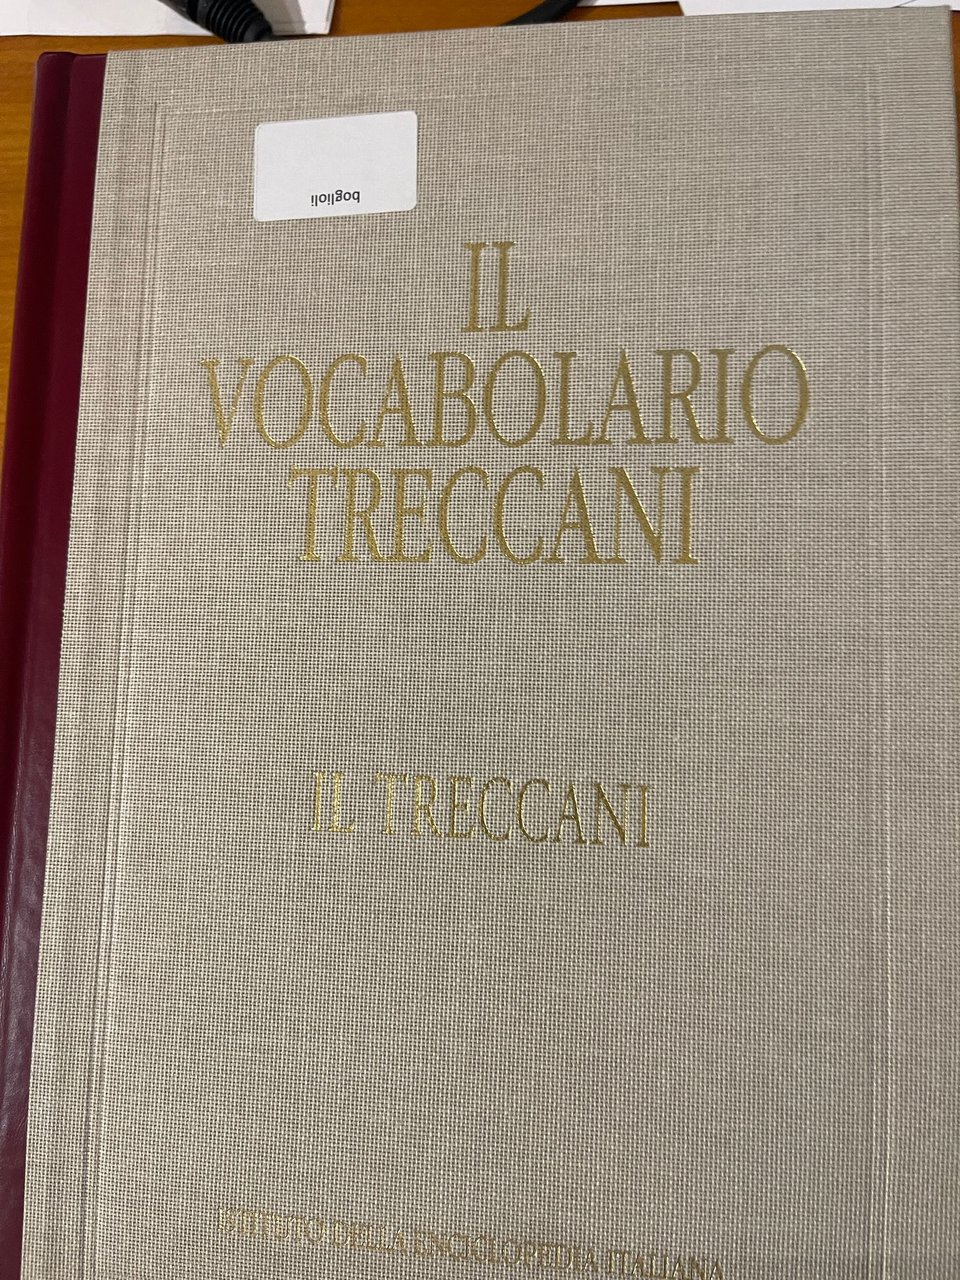 boglioli
IL
VOCABOLARIO
TRECCANI
IL TRECCANI
ISTITUTO DELLA ENCICLOPEDIA ITALIANA